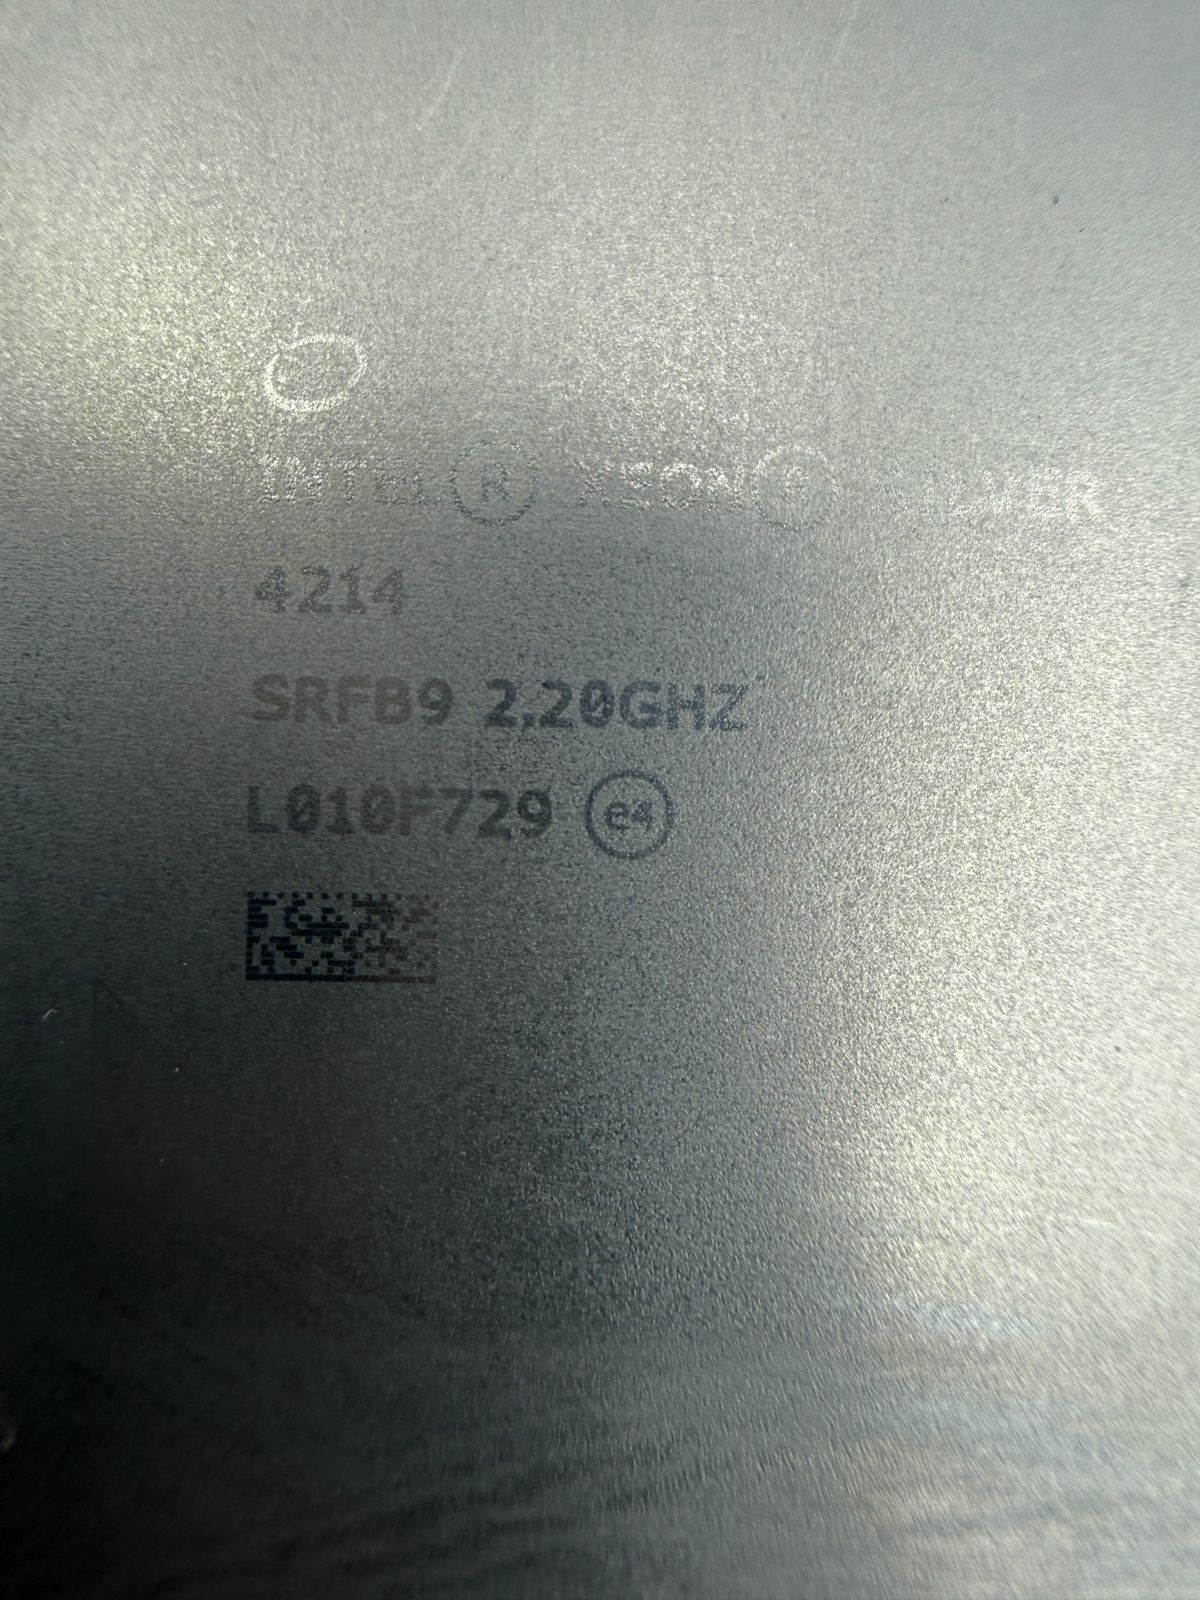 INTEL® XEON®
4214
SRFB9 2.20GHZ
L010F729 e4